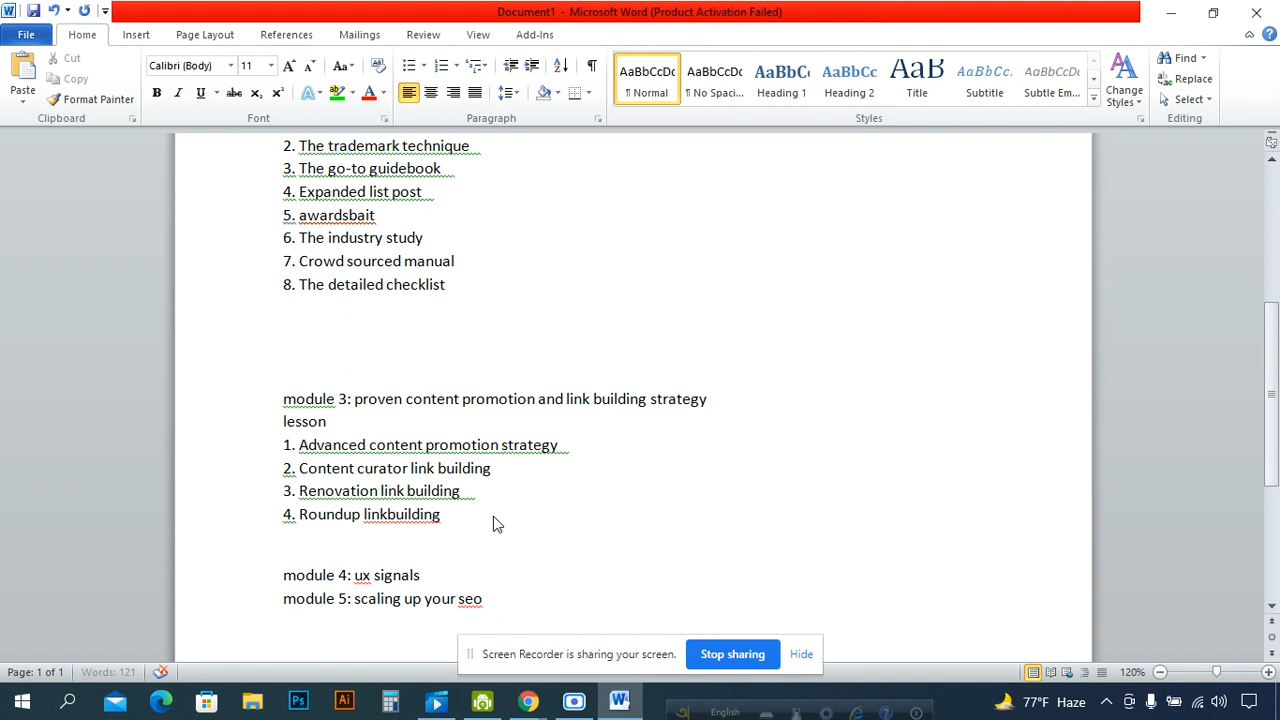 Document1 - Microsoft Word (Product Activation Failed)
File Home Insert Page Layout References Mailings Review View Add-Ins
Paste
Cut
Copy
Format Painter
Clipboard
Calibri (Body) 11
Font
Paragraph
AaBbCcDc AaBbCcDc AaBbCc AaBbCc AaB AaBbCc. AaBbCcDc
¶ Normal ¶ No Spaci... Heading 1 Heading 2 Title Subtitle Subtle Em...
Change Styles
Styles
Find
Replace
Select
Editing
2. The trademark technique
3. The go-to guidebook
4. Expanded list post
5. awardsbait
6. The industry study
7. Crowd sourced manual
8. The detailed checklist
module 3: proven content promotion and link building strategy
lesson
1. Advanced content promotion strategy
2. Content curator link building
3. Renovation link building
4. Roundup linkbuilding
module 4: ux signals
module 5: scaling up your seo
Screen Recorder is sharing your screen. Stop sharing Hide
Page: 1 of 1 Words: 121 120%
English
77°F Haze